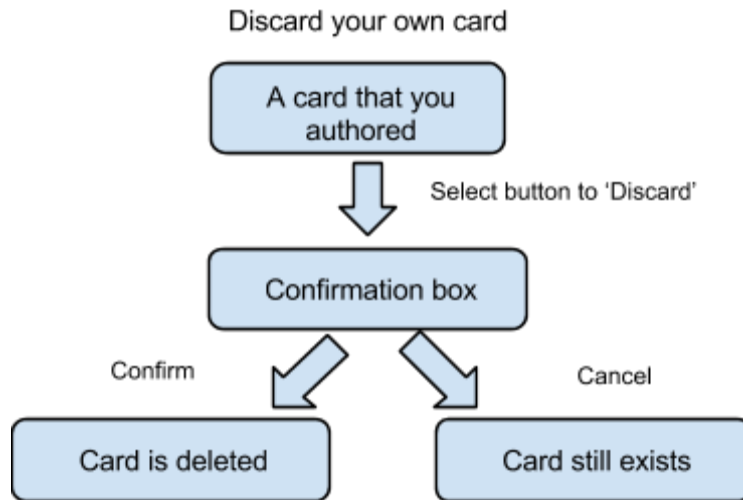 Discard your own card
A card that you
authored
Select button to ‘Discard’
Confirmation box
Confirm
Cancel
Card is deleted
Card still exists